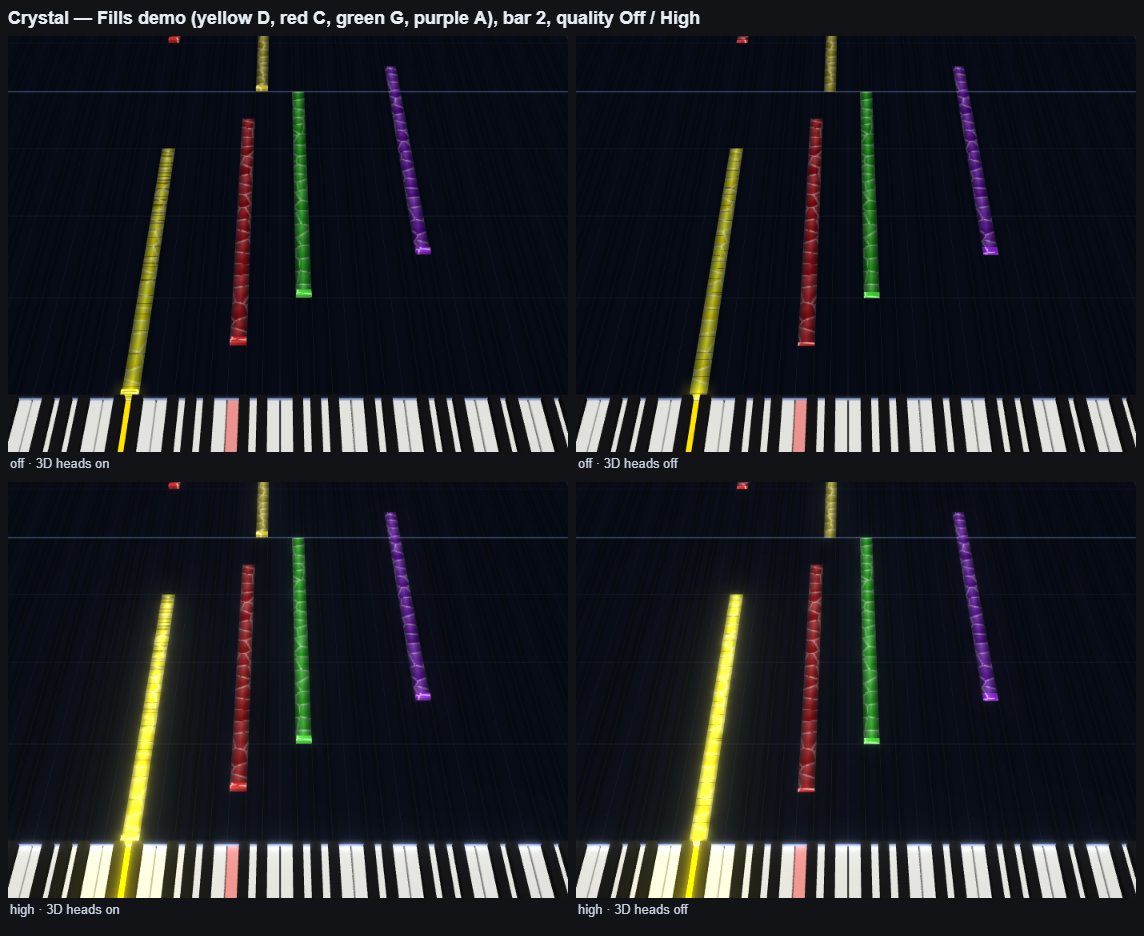 Crystal — Fills demo (yellow D, red C, green G, purple A), bar 2, quality Off / High
off · 3D heads on
off · 3D heads off
high · 3D heads on
high · 3D heads off